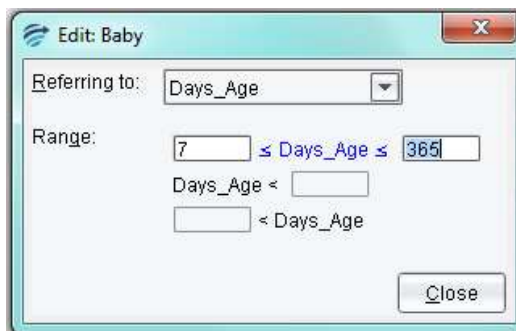 Edit: Baby
Referring to: Days_Age
Range:
7 ≤ Days_Age ≤ 365
Days_Age <
< Days_Age
Close